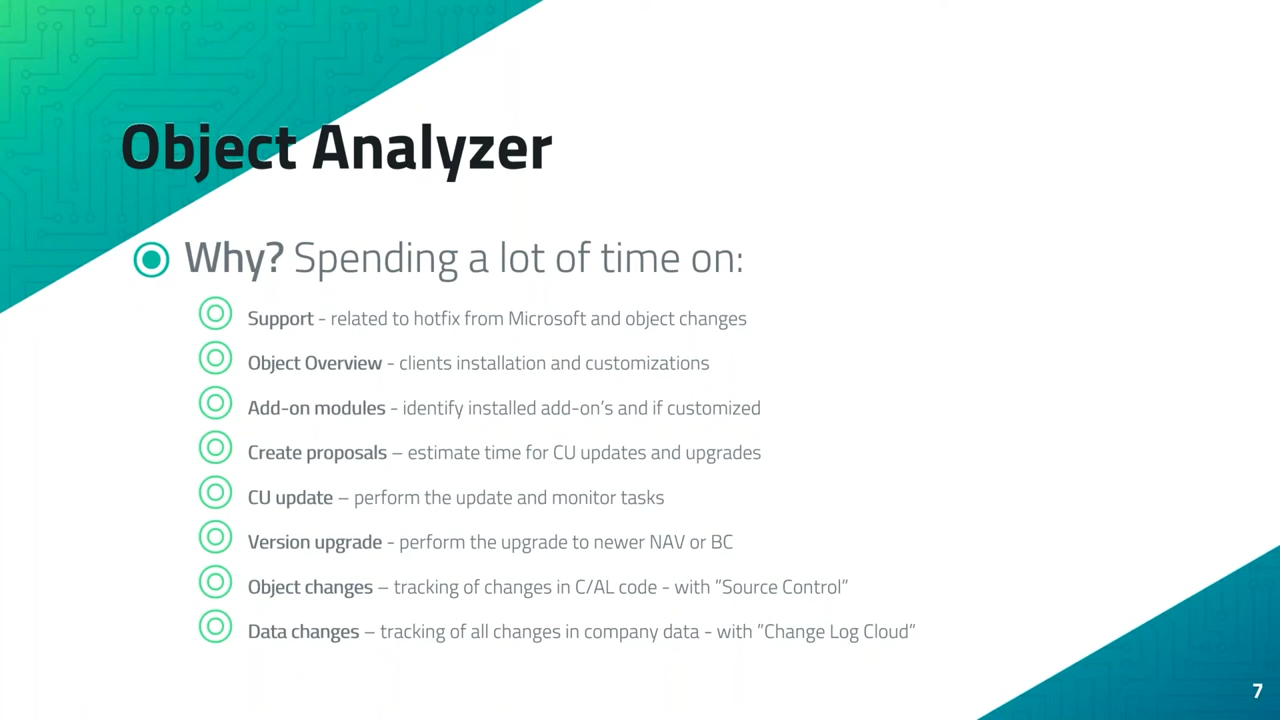 Object Analyzer
Why? Spending a lot of time on:
Support - related to hotfix from Microsoft and object changes
Object Overview - clients installation and customizations
Add-on modules - identify installed add-on’s and if customized
Create proposals – estimate time for CU updates and upgrades
CU update – perform the update and monitor tasks
Version upgrade - perform the upgrade to newer NAV or BC
Object changes – tracking of changes in C/AL code - with ”Source Control”
Data changes – tracking of all changes in company data - with ”Change Log Cloud”
7